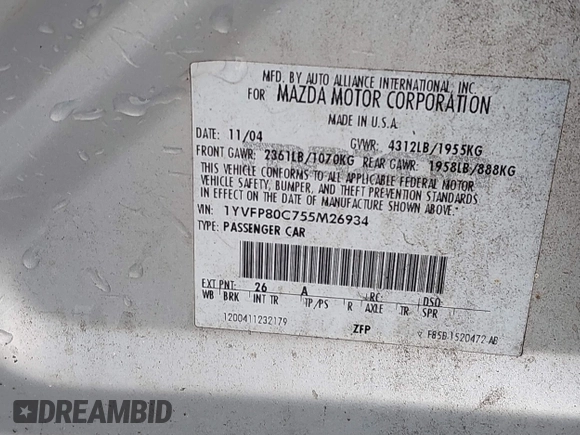 MFD. BY AUTO ALLIANCE INTERNATIONAL, INC.
FOR MAZDA MOTOR CORPORATION
MADE IN U.S.A.
DATE: 11/04 GVWR: 4312LB/1955KG
FRONT GAWR: 2361LB/1070KG REAR GAWR: 1958LB/888KG
THIS VEHICLE CONFORMS TO ALL APPLICABLE FEDERAL MOTOR
VEHICLE SAFETY, BUMPER, AND THEFT PREVENTION STANDARDS
IN EFFECT ON THE DATE OF MANUFACTURE SHOWN ABOVE.
VIN: 1YVFP80C755M26934
TYPE: PASSENGER CAR
EXT PNT: 26 A RC: DSO:
WB BRK INT TR TP/PS R AXLE TR SPR
1200411232179 ZFP F85B 1520472 AB
DREAMBID